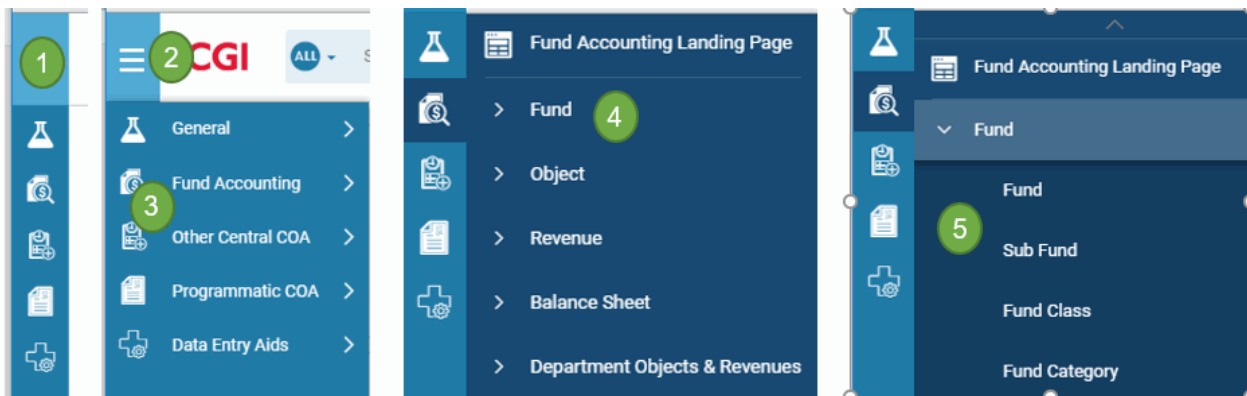 1
2
CGI
ALL
S
General
Fund Accounting
3
Other Central COA
Programmatic COA
Data Entry Aids
Fund Accounting Landing Page
Fund
4
Object
Revenue
Balance Sheet
Department Objects & Revenues
Fund Accounting Landing Page
Fund
Fund
5
Sub Fund
Fund Class
Fund Category